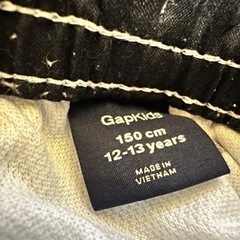 GapKids
150 cm
12-13 years
MADE IN
VIETNAM